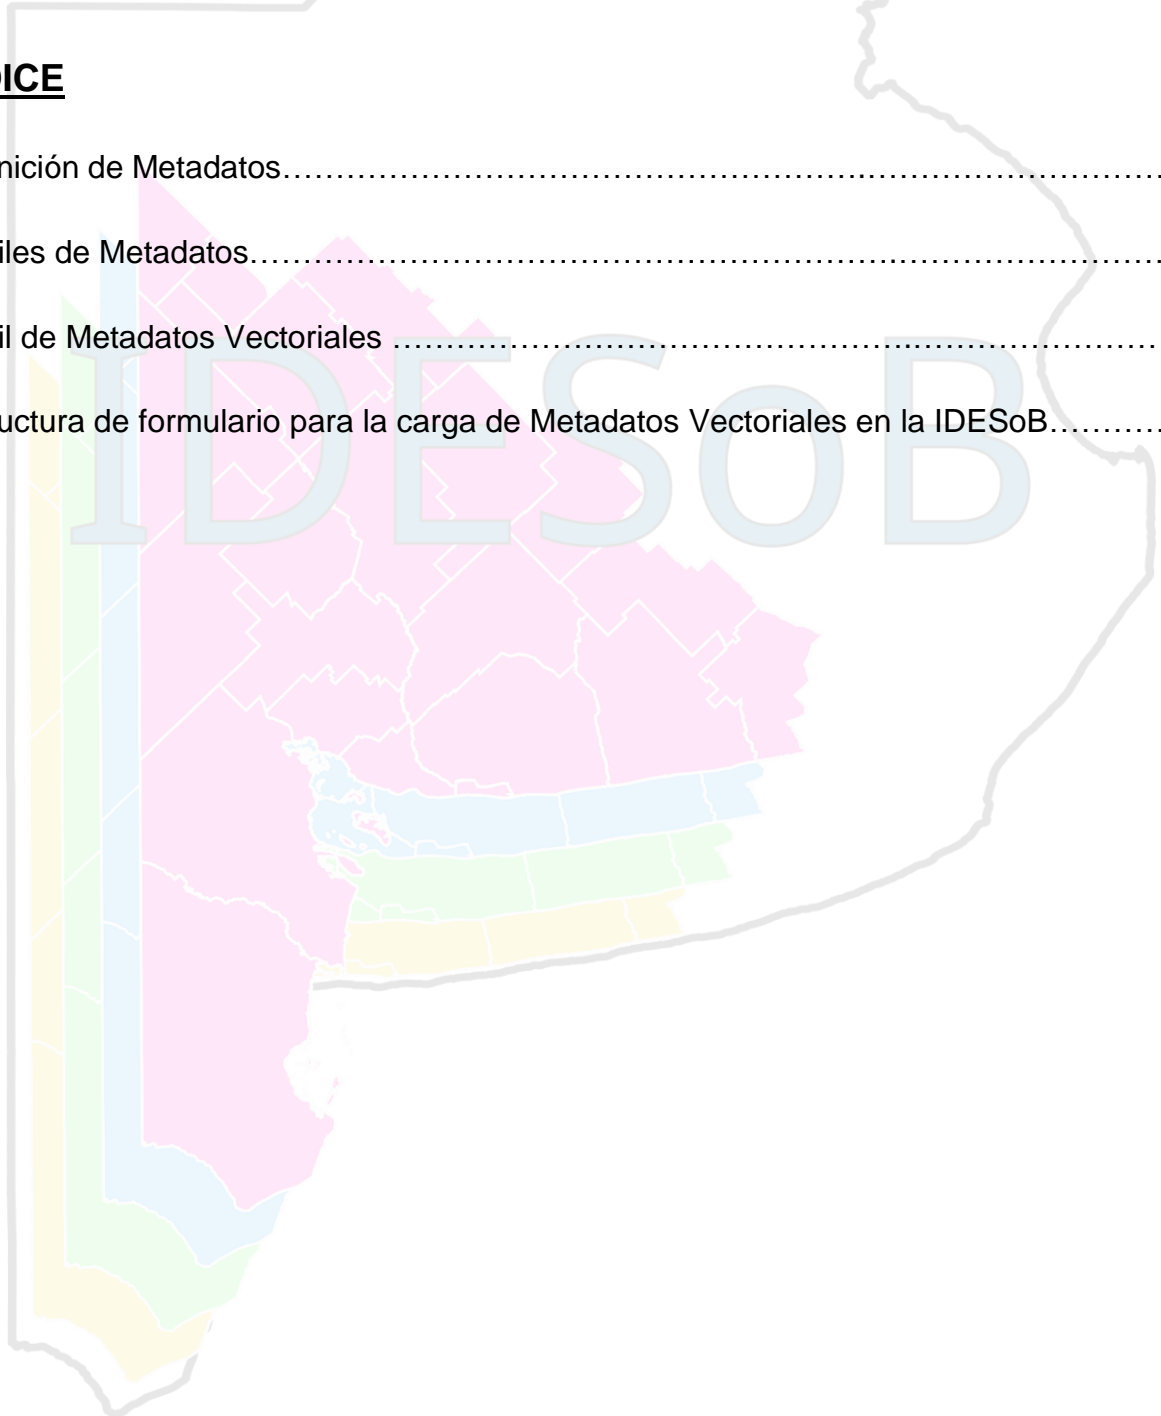 DICE
nición de Metadatos……………………………………………….…………………………
iles de Metadatos…………………………………………………….………………………
il de Metadatos Vectoriales ………………………………………….………………………
uctura de formulario para la carga de Metadatos Vectoriales en la IDESoB…………
IDESoB